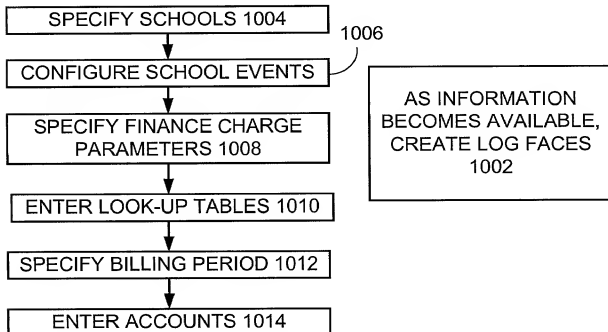 SPECIFY SCHOOLS 1004
1006
CONFIGURE SCHOOL EVENTS
SPECIFY FINANCE CHARGE
PARAMETERS 1008
ENTER LOOK-UP TABLES 1010
SPECIFY BILLING PERIOD 1012
ENTER ACCOUNTS 1014
AS INFORMATION
BECOMES AVAILABLE,
CREATE LOG FACES
1002